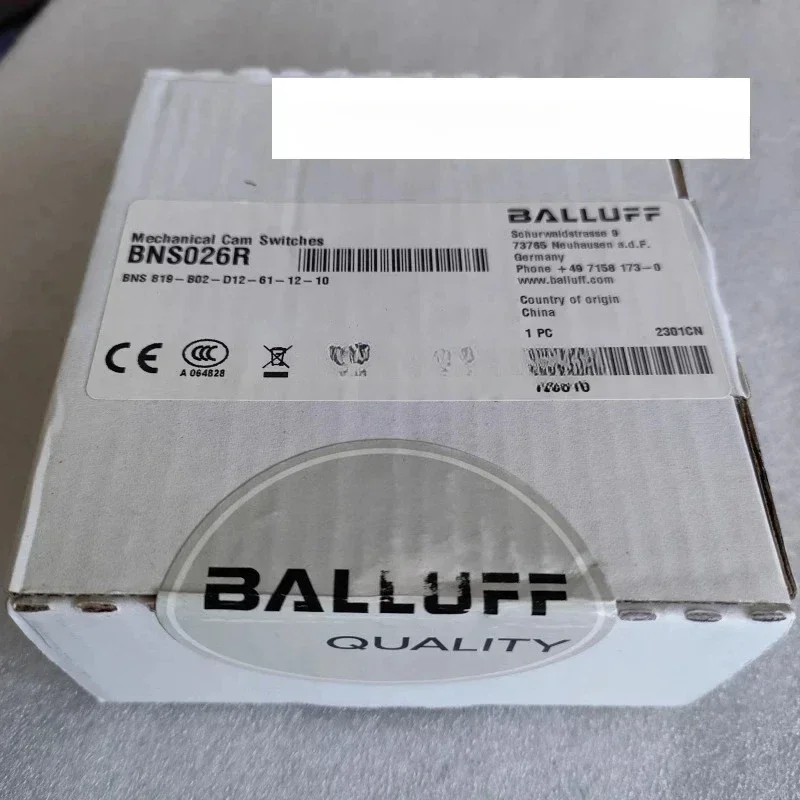 BALLUFF
Mechanical Cam Switches
BNS026R
BNS 819-B02-D12-61-12-10
Schurwaldstrasse 9
73765 Neuhausen a.d.F.
Germany
Phone +49 7158 173-0
www.balluff.com
Country of origin
China
1 PC 2301CN
CE
CCC
A 064828
BALLUFF
QUALITY